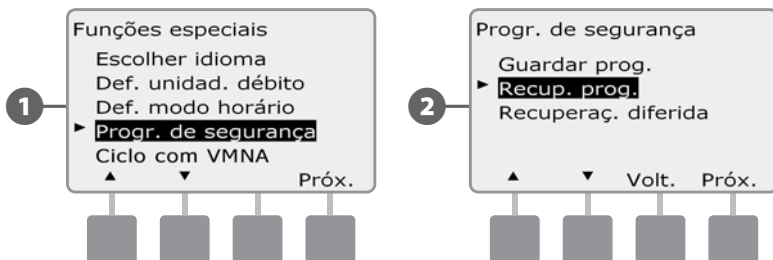 1
Funções especiais
Escolher idioma
Def. unidad. débito
Def. modo horário
► Progr. de segurança
Ciclo com VMNA
▲ ▼ Próx.
2
Progr. de segurança
Guardar prog.
► Recup. prog.
Recuperaç. diferida
▲ ▼ Volt. Próx.